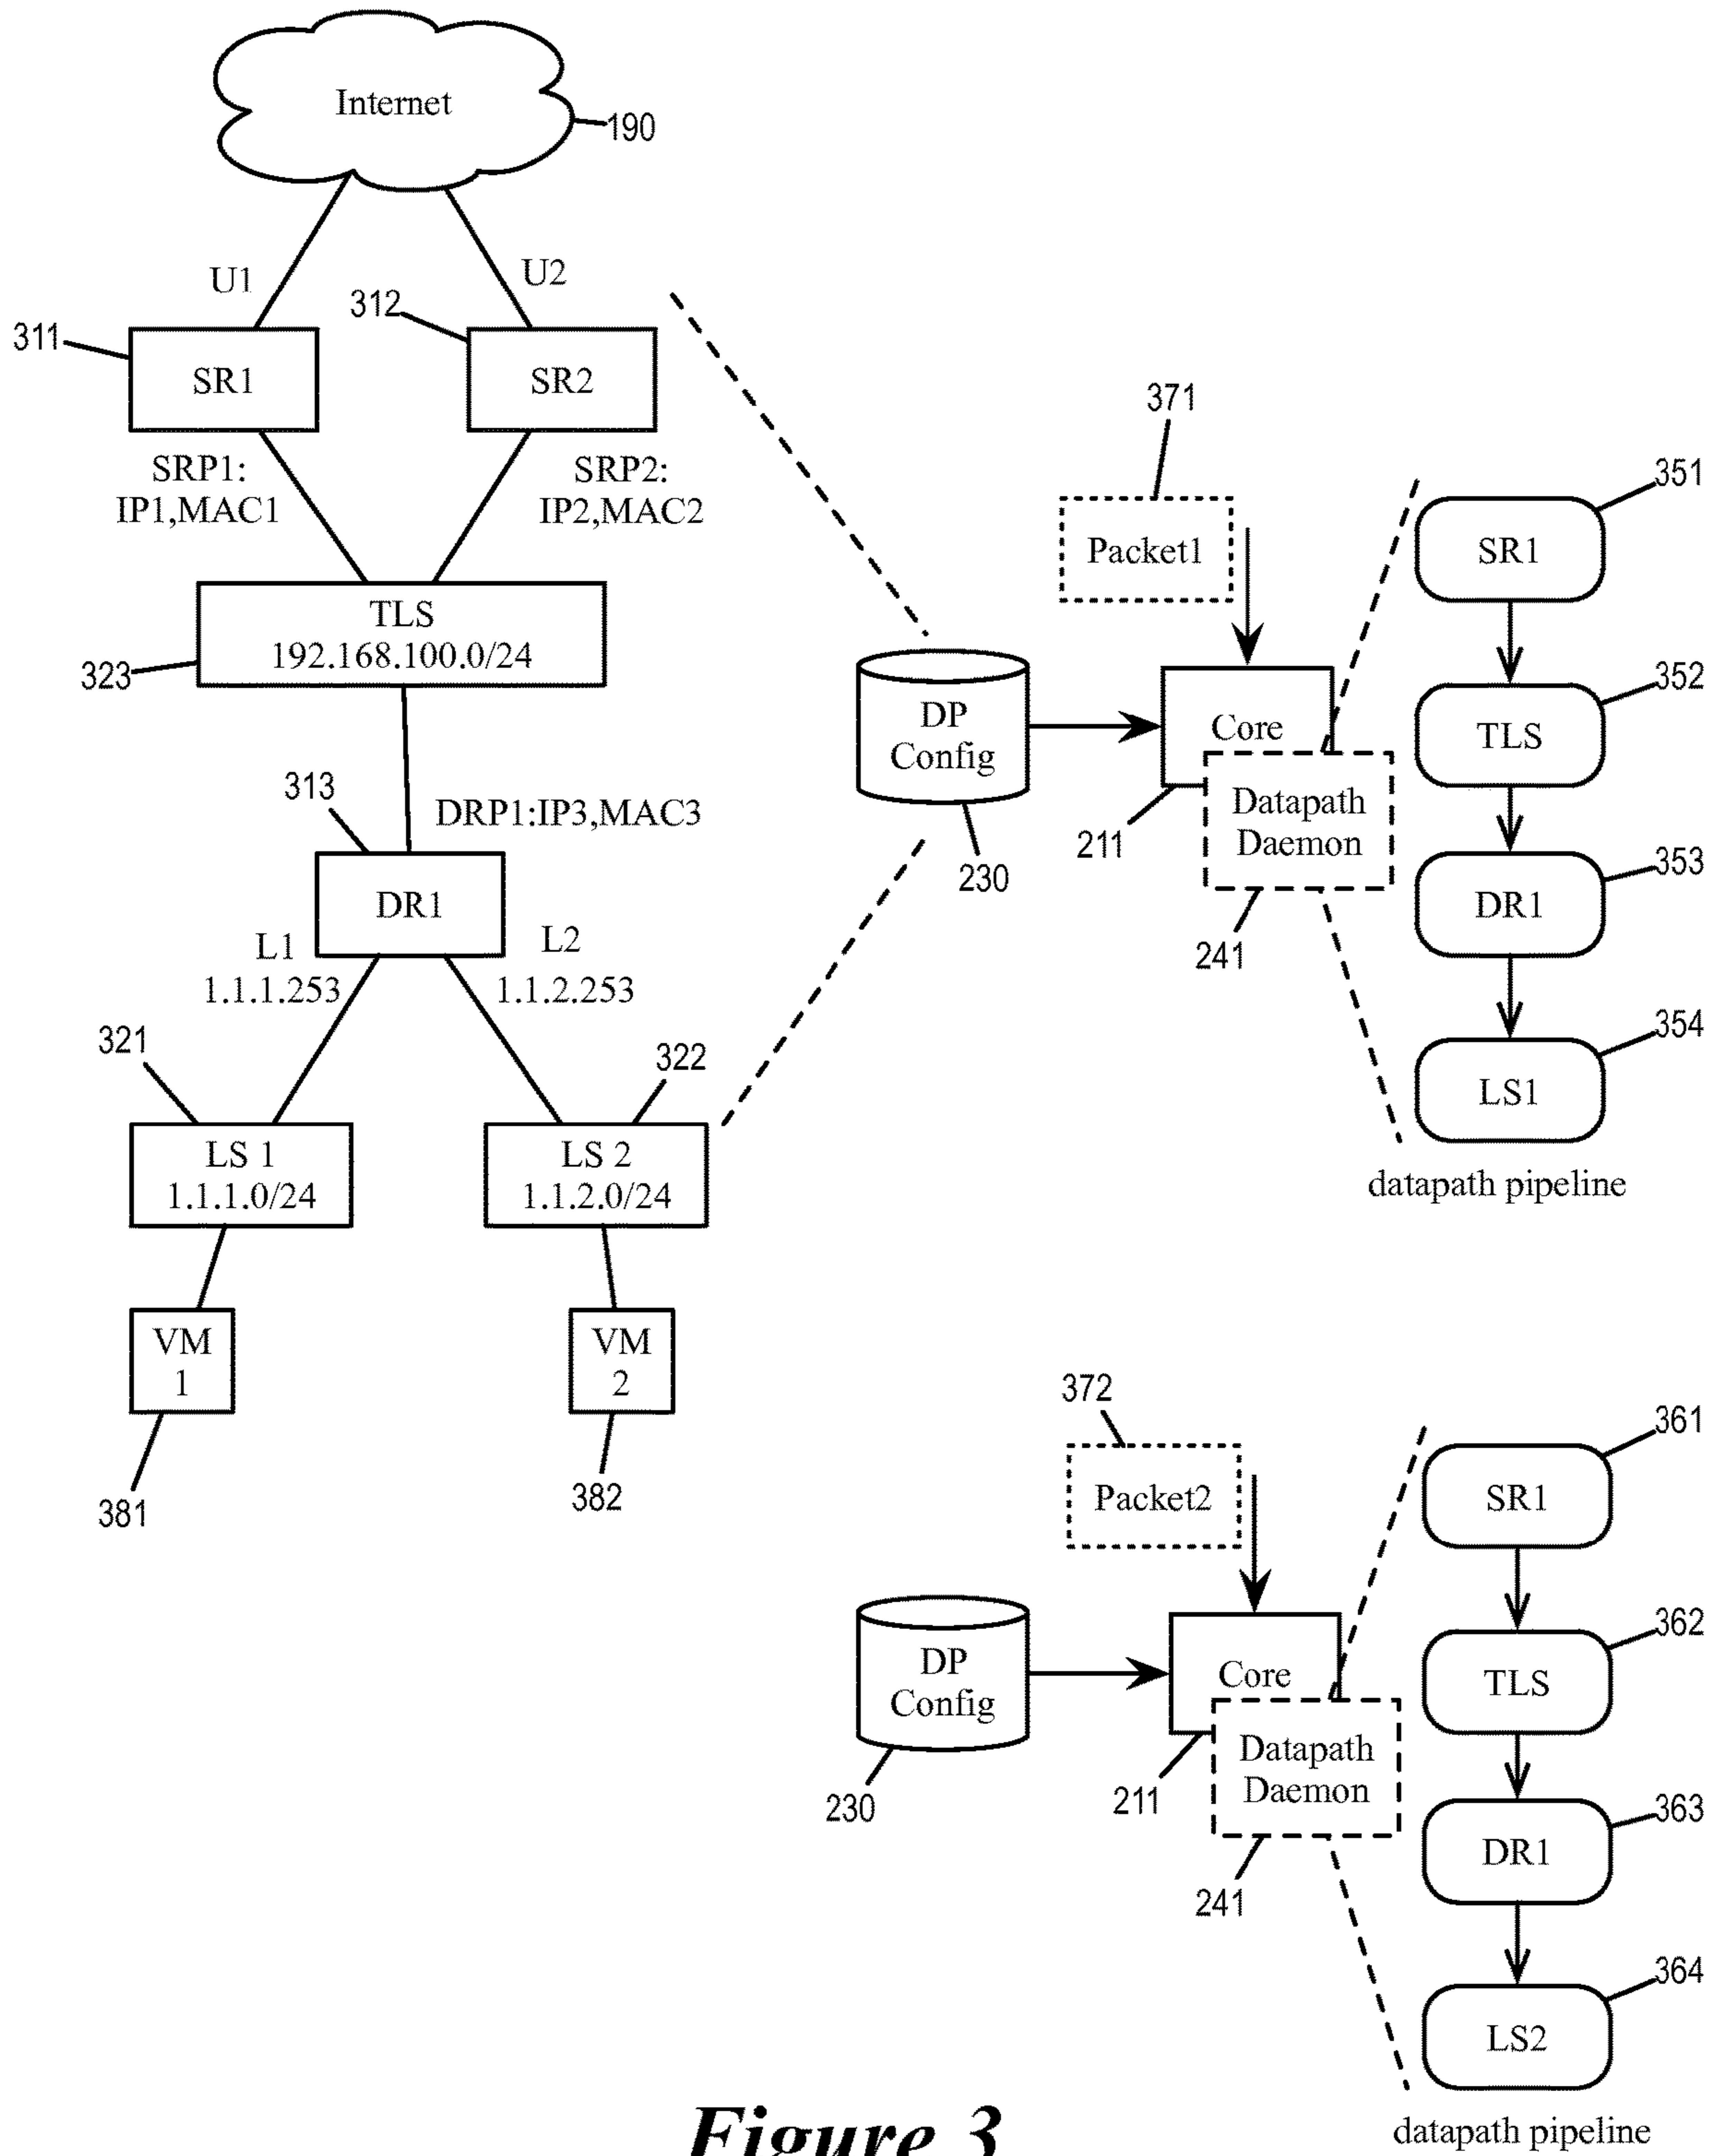 Internet
190
U1
U2
311
312
SR1
SR2
SRP1:
IP1,MAC1
SRP2:
IP2,MAC2
TLS
192.168.100.0/24
323
313
DRP1:IP3,MAC3
DR1
L1
1.1.1.253
L2
1.1.2.253
321
322
LS 1
1.1.1.0/24
LS 2
1.1.2.0/24
VM
1
VM
2
381
382
371
Packet1
DP
Config
230
Core
211
Datapath
Daemon
241
351
SR1
352
TLS
353
DR1
354
LS1
datapath pipeline
372
Packet2
DP
Config
230
Core
211
Datapath
Daemon
241
361
SR1
362
TLS
363
DR1
364
LS2
datapath pipeline
Figure 3